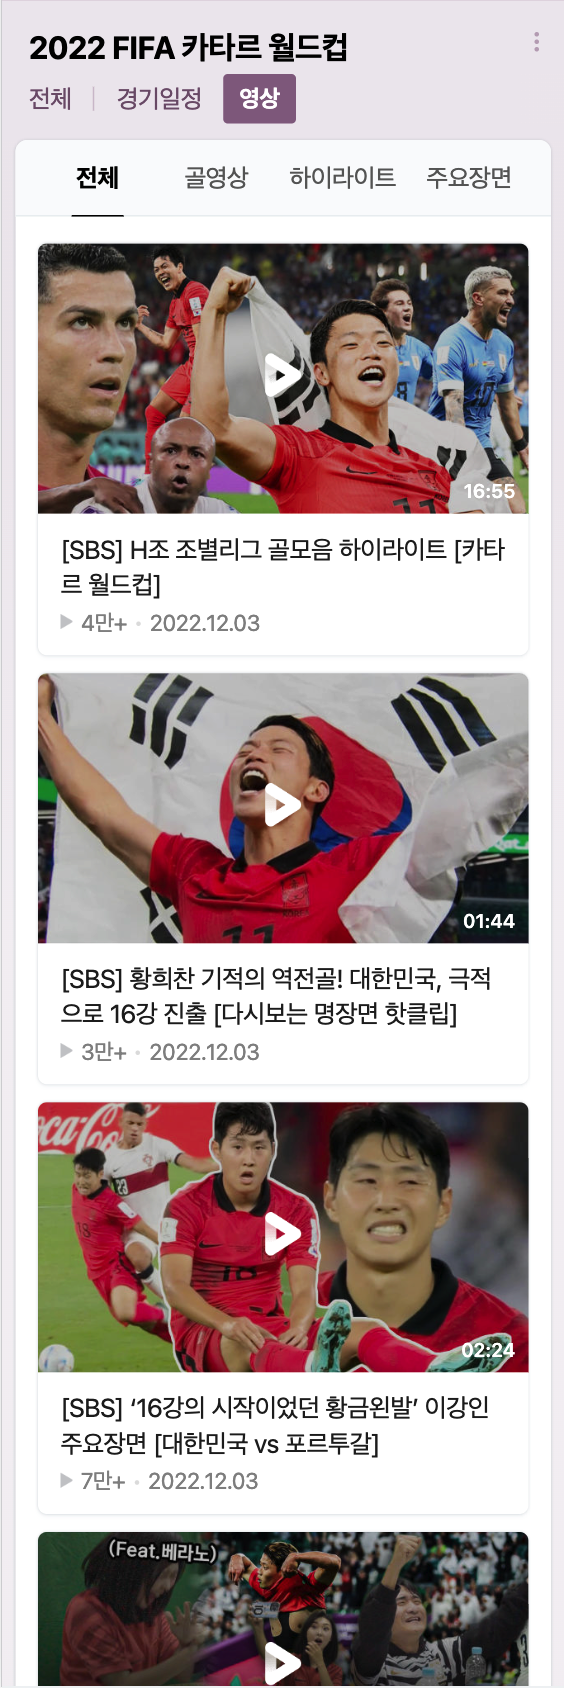 2022 FIFA 카타르 월드컵
전체
경기일정
영상
전체
골영상
하이라이트
주요장면
16:55
[SBS] H조 조별리그 골모음 하이라이트 [카타
르 월드컵]
4만+ • 2022.12.03
01:44
[SBS] 황희찬 기적의 역전골! 대한민국, 극적
으로 16강 진출 [다시보는 명장면 핫클립]
3만+ • 2022.12.03
02:24
[SBS] ‘16강의 시작이었던 황금왼발’ 이강인
주요장면 [대한민국 vs 포르투갈]
7만+ • 2022.12.03
(Feat.베라노)